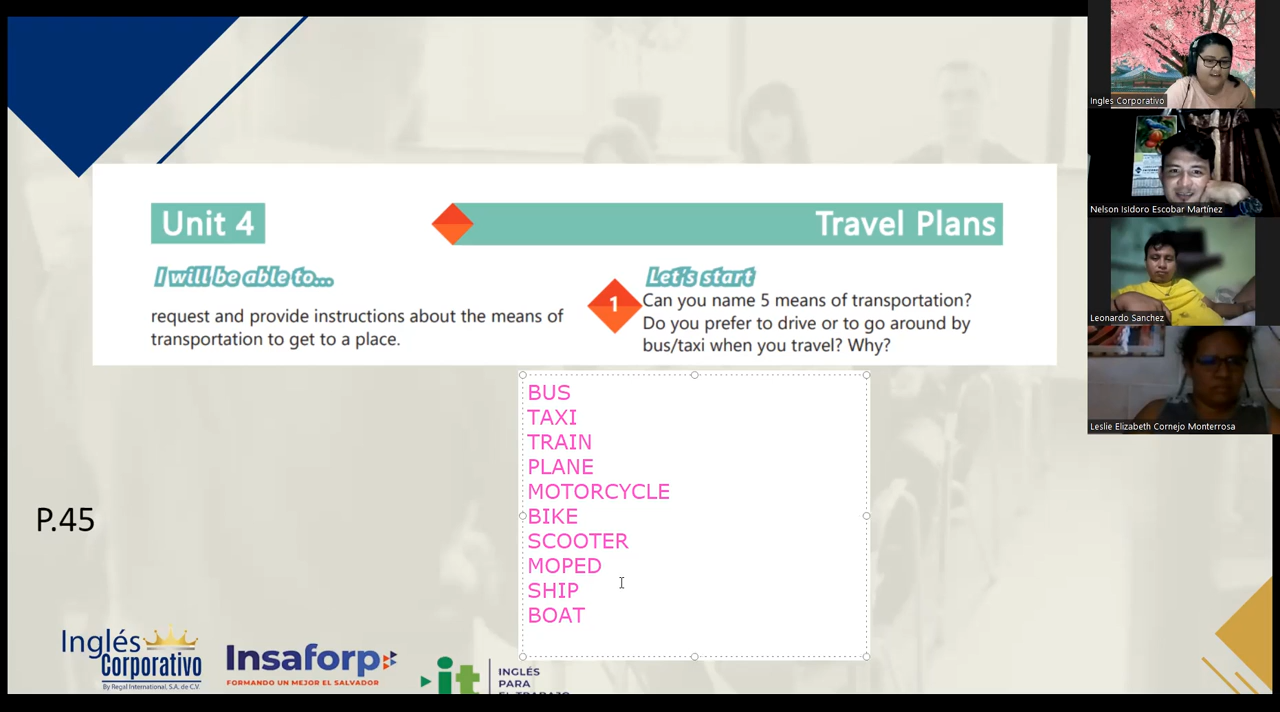 Unit 4
Travel Plans
I will be able to...
request and provide instructions about the means of
transportation to get to a place.
Let's start
1
Can you name 5 means of transportation?
Do you prefer to drive or to go around by
bus/taxi when you travel? Why?
BUS
TAXI
TRAIN
PLANE
MOTORCYCLE
BIKE
SCOOTER
MOPED
SHIP
BOAT
P.45
Inglés
Corporativo
By Regal International, S.A. de C.V.
Insaforp
FORMANDO UN MEJOR EL SALVADOR
it
INGLÉS
PARA
EL TRABAJO
Ingles Corporativo
Nelson Isidoro Escobar Martínez
Leonardo Sanchez
Leslie Elizabeth Cornejo Monterrosa